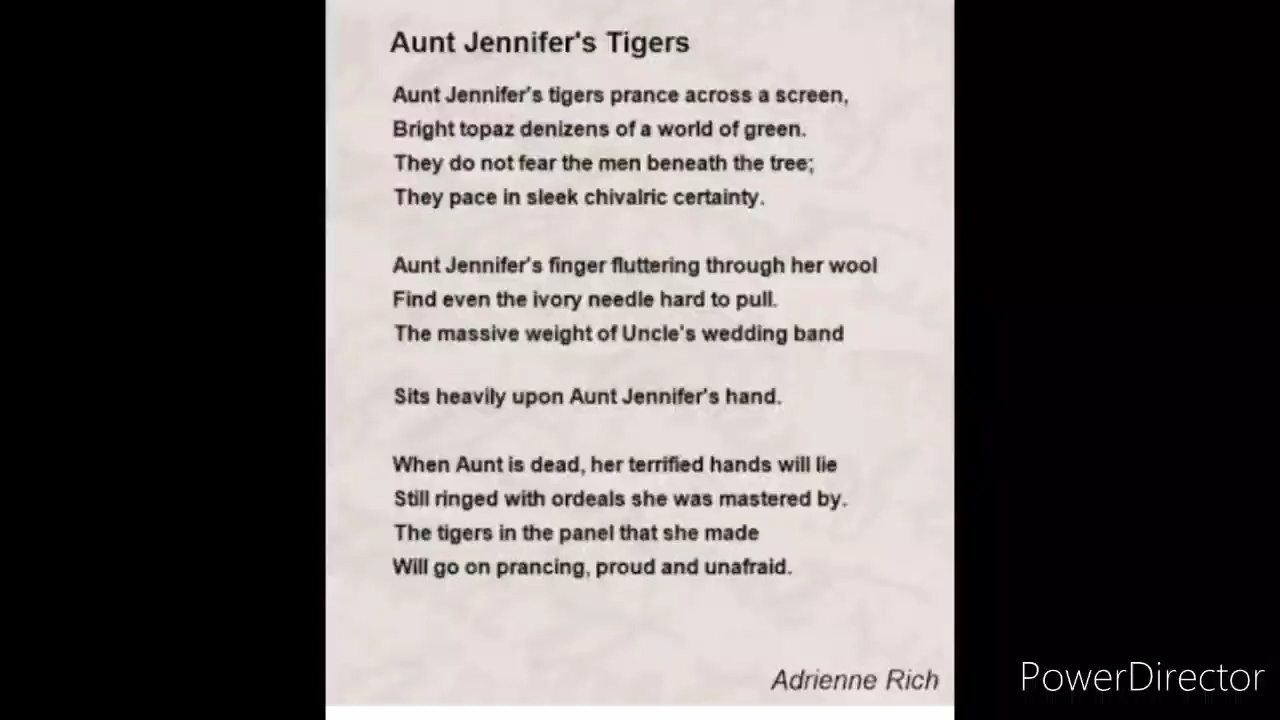 Aunt Jennifer's Tigers
Aunt Jennifer's tigers prance across a screen,
Bright topaz denizens of a world of green.
They do not fear the men beneath the tree;
They pace in sleek chivalric certainty.
Aunt Jennifer's finger fluttering through her wool
Find even the ivory needle hard to pull.
The massive weight of Uncle's wedding band
Sits heavily upon Aunt Jennifer's hand.
When Aunt is dead, her terrified hands will lie
Still ringed with ordeals she was mastered by.
The tigers in the panel that she made
Will go on prancing, proud and unafraid.
Adrienne Rich
PowerDirector